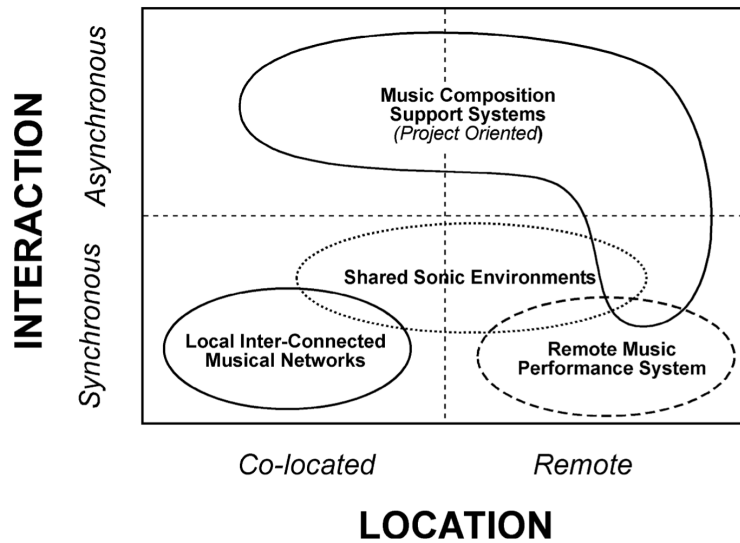 INTERACTION
Asynchronous
Synchronous
Music Composition
Support Systems
(Project Oriented)
Shared Sonic Environments
Local Inter-Connected
Musical Networks
Remote Music
Performance System
Co-located
Remote
LOCATION